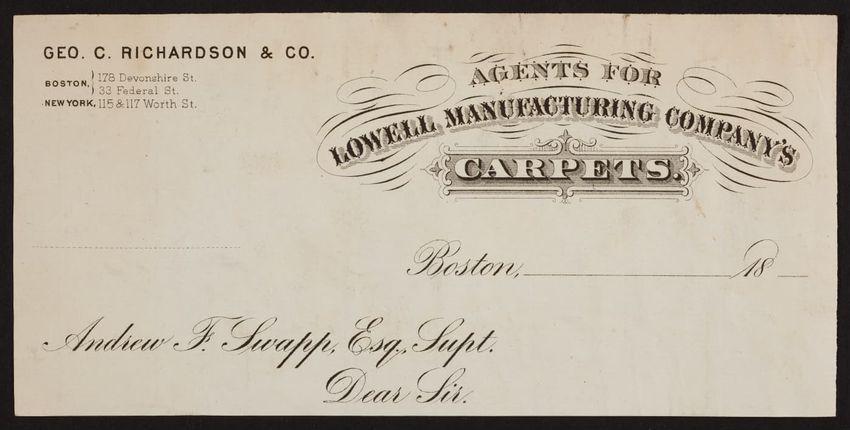 GEO. C. RICHARDSON & CO.
BOSTON, } 178 Devonshire St.
33 Federal St.
NEW YORK, 115 & 117 Worth St.
AGENTS FOR
LOWELL MANUFACTURING COMPANY'S
CARPETS.
Boston, 18
Andrew F. Swapp, Esq., Supt.
Dear Sir.